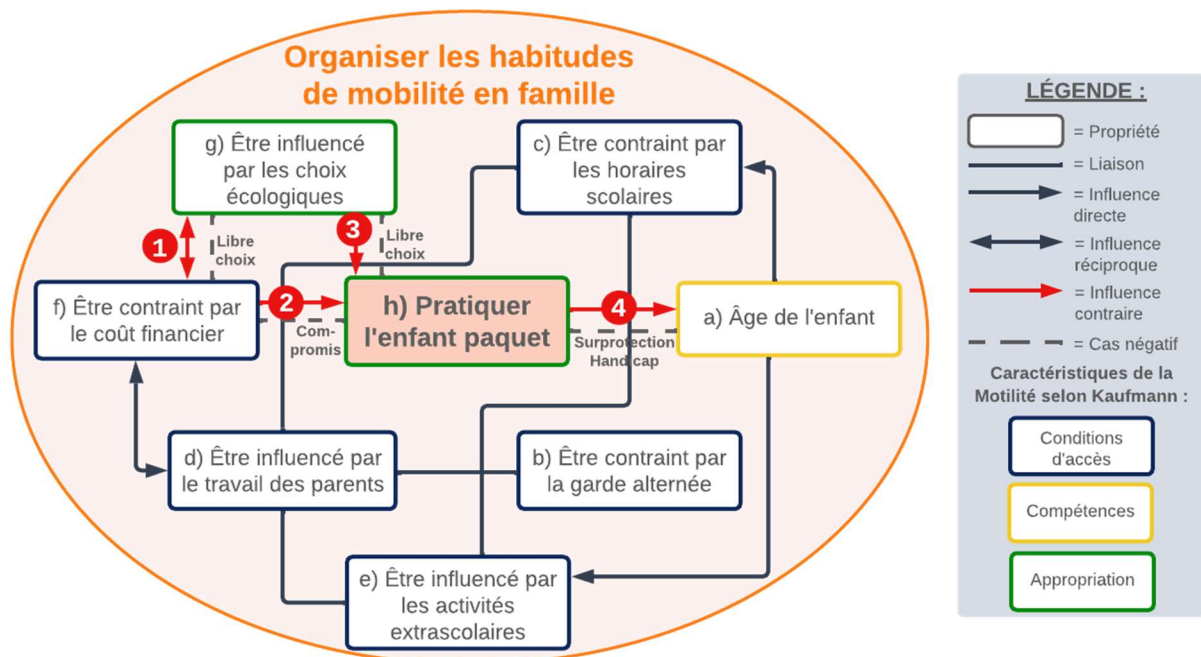 Organiser les habitudes
de mobilité en famille
g) Être influencé
par les choix
écologiques
c) Être contraint par
les horaires
scolaires
1
Libre
choix
3
Libre
choix
f) Être contraint par
le coût financier
2
Com-
promis
h) Pratiquer
l'enfant paquet
4
Surprotection
Handicap
a) Âge de l'enfant
d) Être influencé par
le travail des parents
b) Être contraint par
la garde alternée
e) Être influencé par
les activités
extrascolaires
LÉGENDE :
= Propriété
= Liaison
= Influence
directe
= Influence
réciproque
= Influence
contraire
= Cas négatif
Caractéristiques de la
Motilité selon Kaufmann :
Conditions
d'accès
Compétences
Appropriation